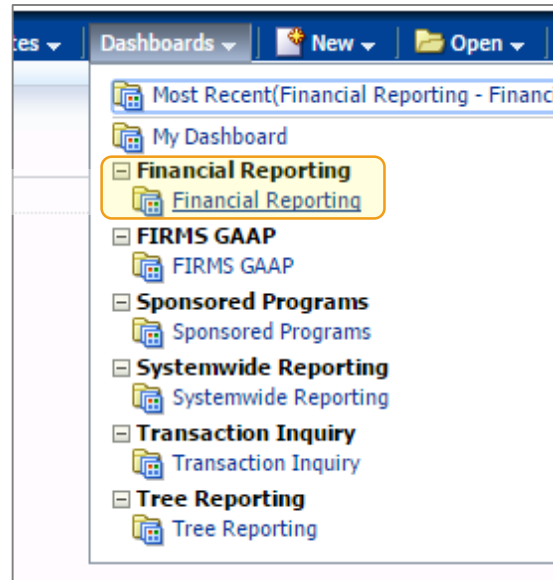 tes Dashboards New Open
Most Recent(Financial Reporting - Financi
My Dashboard
Financial Reporting
Financial Reporting
FIRMS GAAP
FIRMS GAAP
Sponsored Programs
Sponsored Programs
Systemwide Reporting
Systemwide Reporting
Transaction Inquiry
Transaction Inquiry
Tree Reporting
Tree Reporting